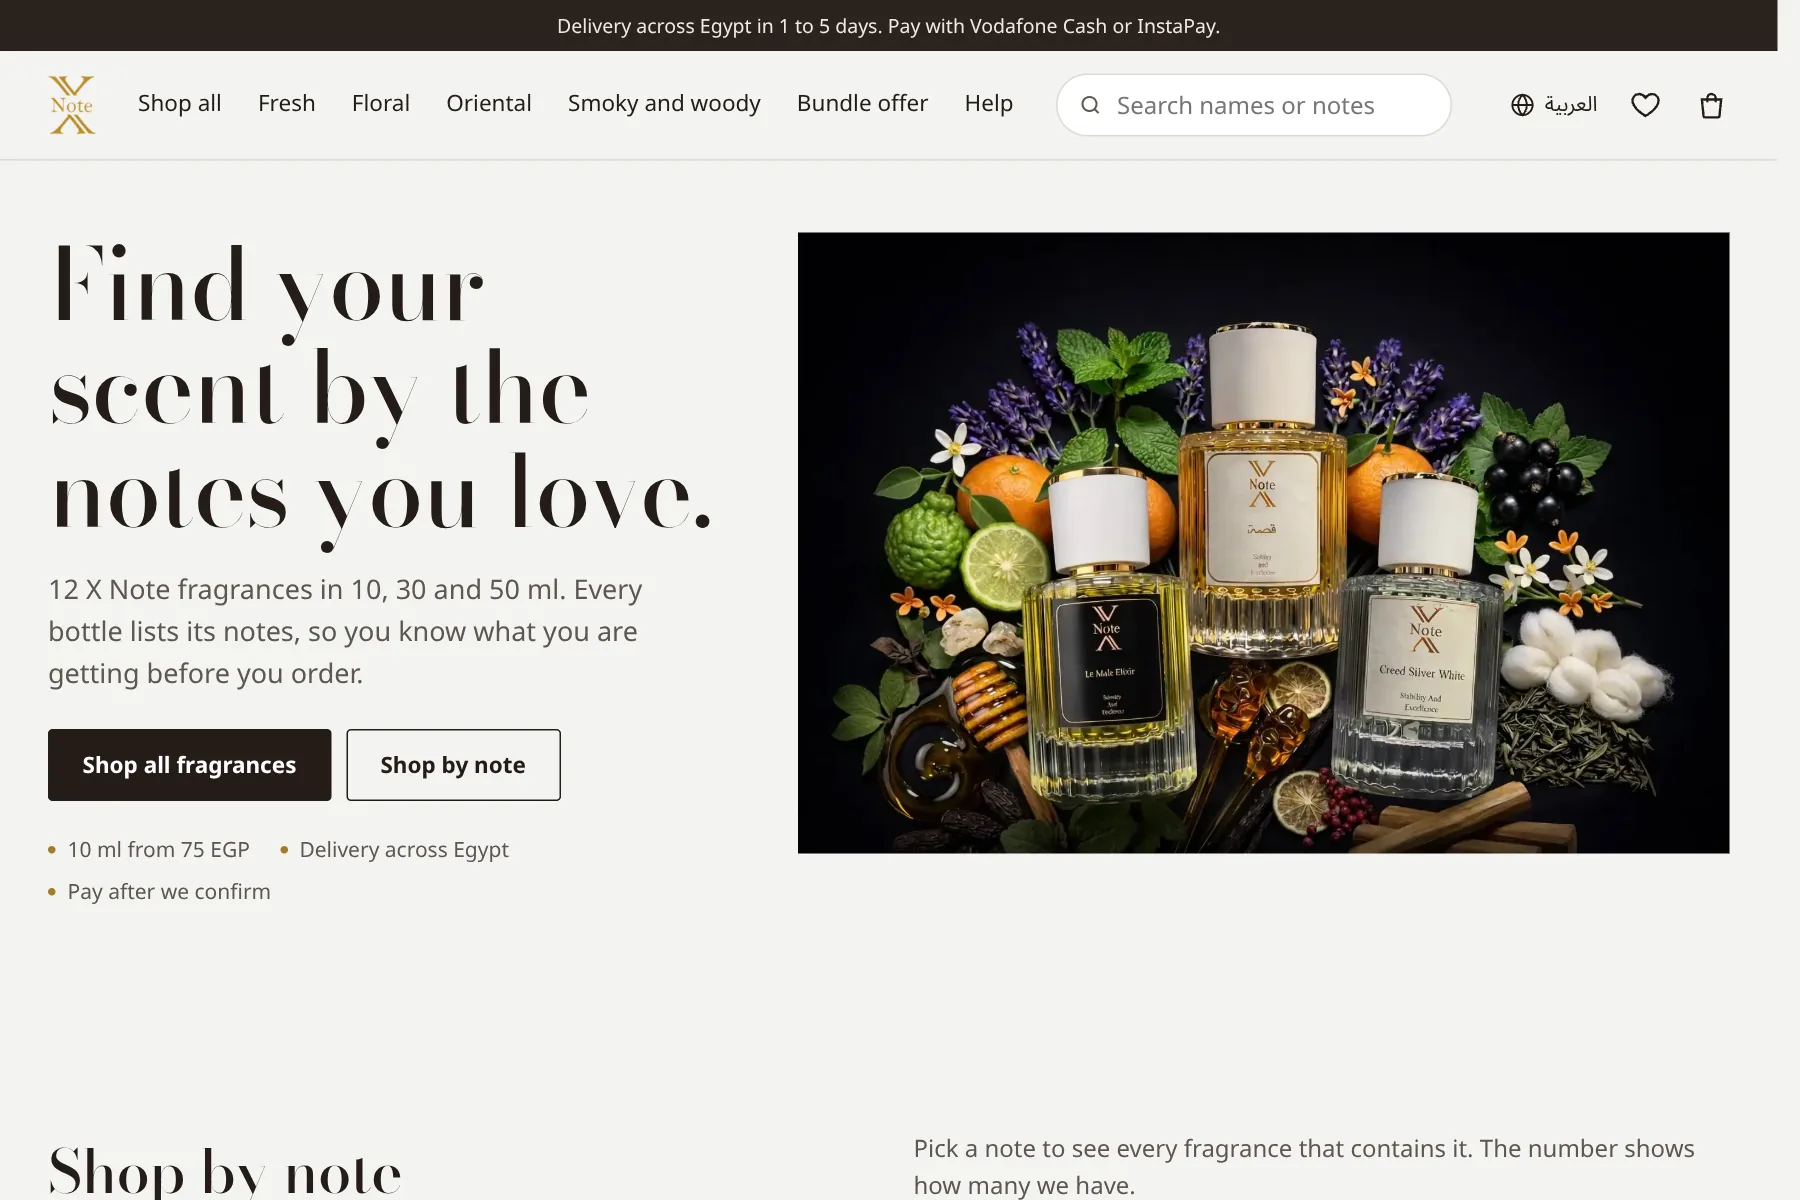 Delivery across Egypt in 1 to 5 days. Pay with Vodafone Cash or InstaPay.
Note
Shop all
Fresh
Floral
Oriental
Smoky and woody
Bundle offer
Help
Search names or notes
العربية
Find your
scent by the
notes you love.
12 X Note fragrances in 10, 30 and 50 ml. Every
bottle lists its notes, so you know what you are
getting before you order.
Shop all fragrances
Shop by note
10 ml from 75 EGP
Delivery across Egypt
Pay after we confirm
Note
قصة
Note
Le Male Elixir
Note
Creed Silver White
Stability And
Excellence
Shop by note
Pick a note to see every fragrance that contains it. The number shows
how many we have.